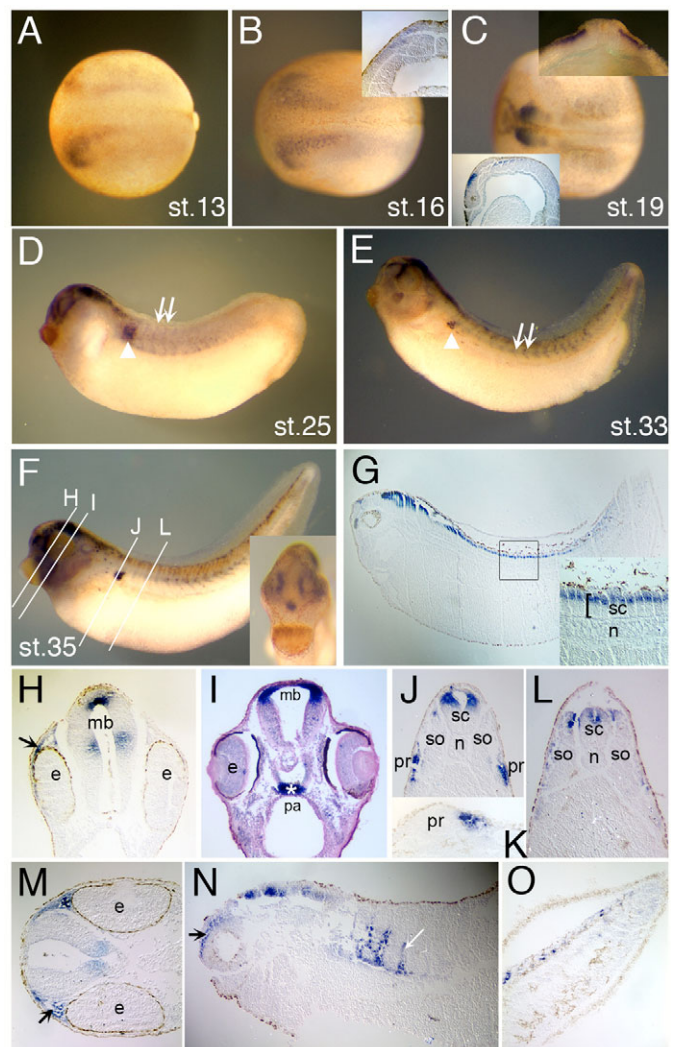 A
st.13
B
st.16
C
st.19
D
st.25
E
st.33
F
H
I
J
L
st.35
G
sc
n
H
mb
e
e
I
mb
e
pa
*
J
sc
so
n
so
pr
pr
pr
K
L
sc
so
n
so
M
e
e
N
O